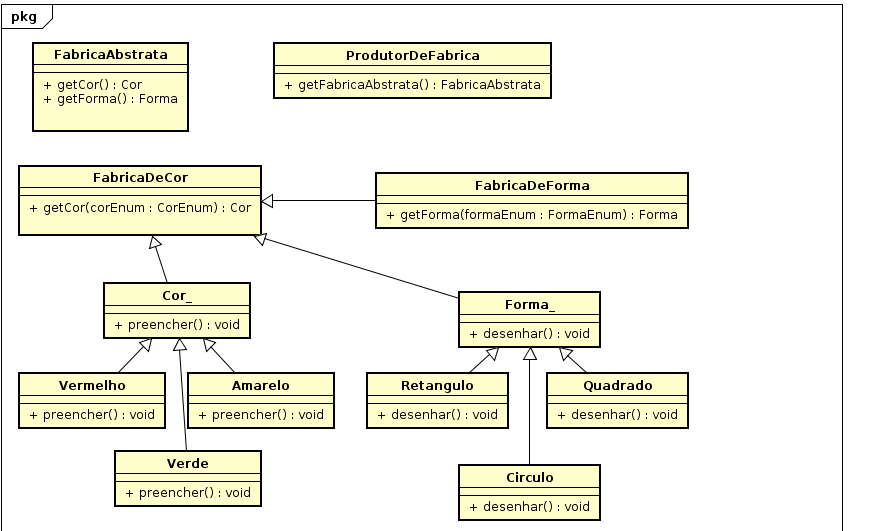 pkg
FabricaAbstrata
+ getCor() : Cor
+ getForma() : Forma
ProdutorDeFabrica
+ getFabricaAbstrata() : FabricaAbstrata
FabricaDeCor
+ getCor(corEnum : CorEnum) : Cor
FabricaDeForma
+ getForma(formaEnum : FormaEnum) : Forma
Cor_
+ preencher() : void
Forma_
+ desenhar() : void
Vermelho
+ preencher() : void
Amarelo
+ preencher() : void
Retangulo
+ desenhar() : void
Quadrado
+ desenhar() : void
Verde
+ preencher() : void
Circulo
+ desenhar() : void